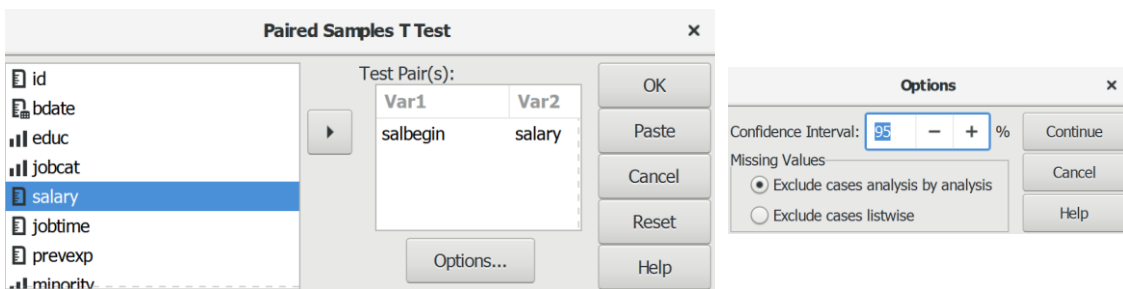 Paired Samples T Test
id
bdate
educ
jobcat
salary
jobtime
prevexp
minority
Test Pair(s):
Var1 Var2
salbegin salary
Options...
OK
Paste
Cancel
Reset
Help
Options
Confidence Interval: 95 − + %
Missing Values
Exclude cases analysis by analysis
Exclude cases listwise
Continue
Cancel
Help